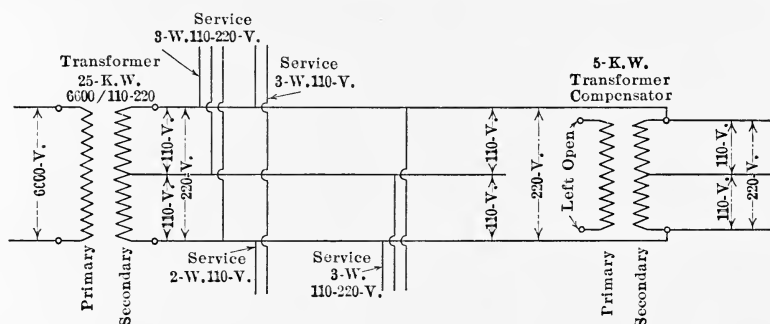 Service
3-W.110-220-V.
Service
3-W.110-V.
Transformer
25-K.W.
6600/110-220
5-K.W.
Transformer
Compensator
6600-V.
110-V.
110-V.
220-V.
110-V.
110-V.
220-V.
Left Open
110-V.
110-V.
220-V.
Service
2-W.110-V.
Service
3-W.
110-220-V.
Primary
Secondary
Primary
Secondary